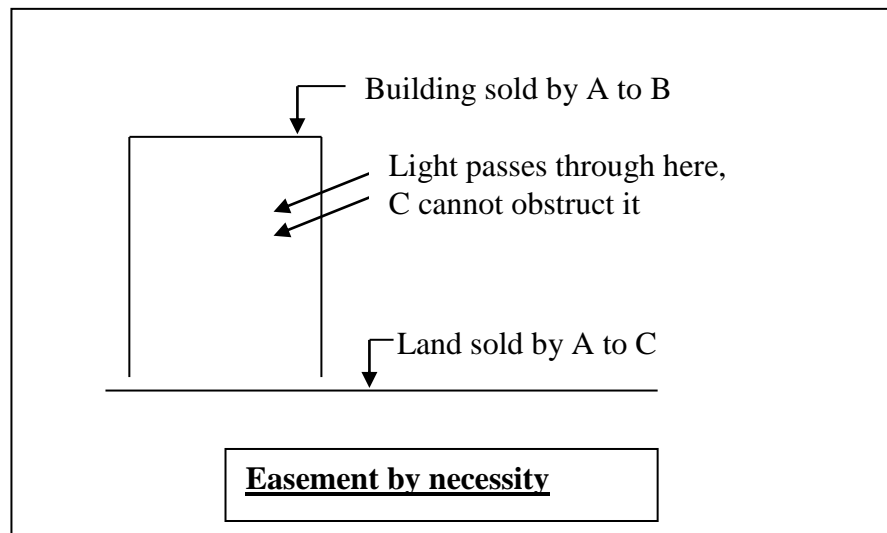 Building sold by A to B
Light passes through here,
C cannot obstruct it
Land sold by A to C
Easement by necessity